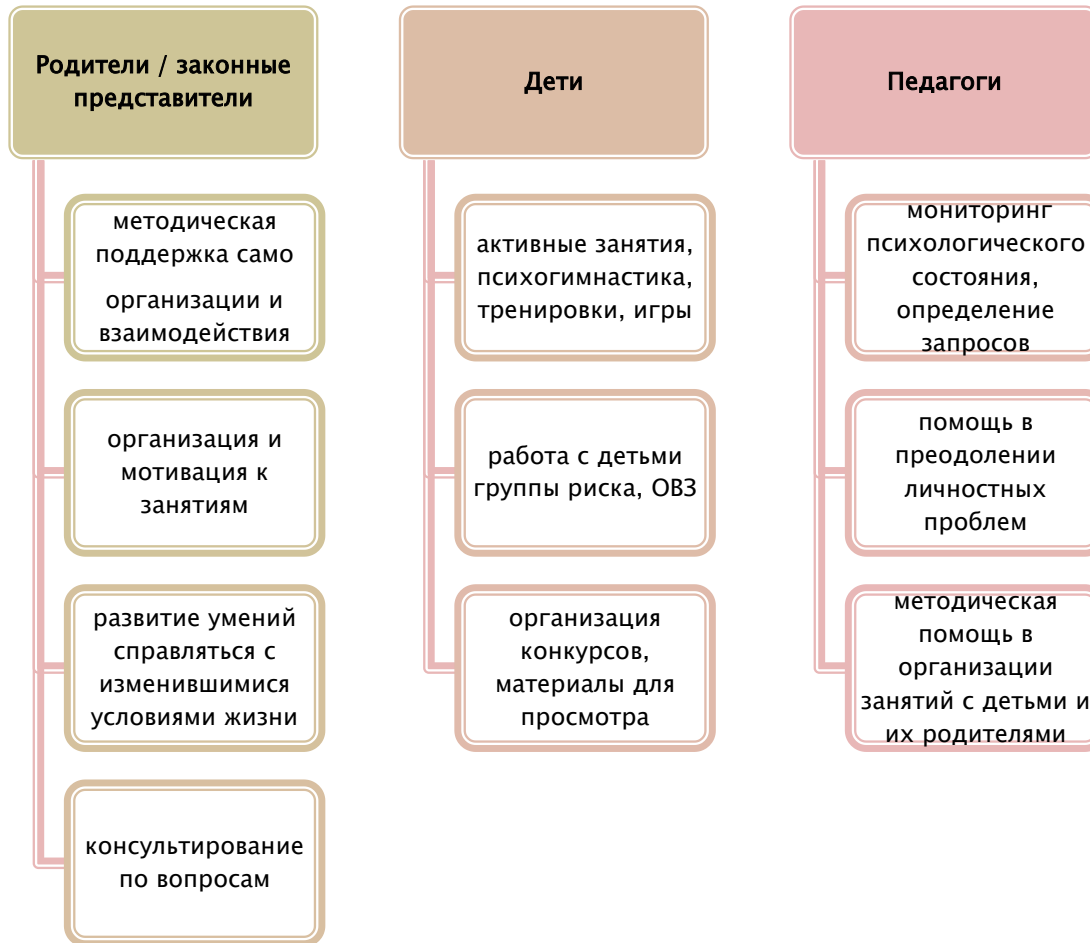 Родители / законные
представители
методическая
поддержка само
организации и
взаимодействия
организация и
мотивация к
занятиям
развитие умений
справляться с
изменившимися
условиями жизни
консультирование
по вопросам
Дети
активные занятия,
психогимнастика,
тренировки, игры
работа с детьми
группы риска, ОВЗ
организация
конкурсов,
материалы для
просмотра
Педагоги
мониторинг
психологического
состояния,
определение
запросов
помощь в
преодолении
личностных
проблем
методическая
помощь в
организации
занятий с детьми и
их родителями